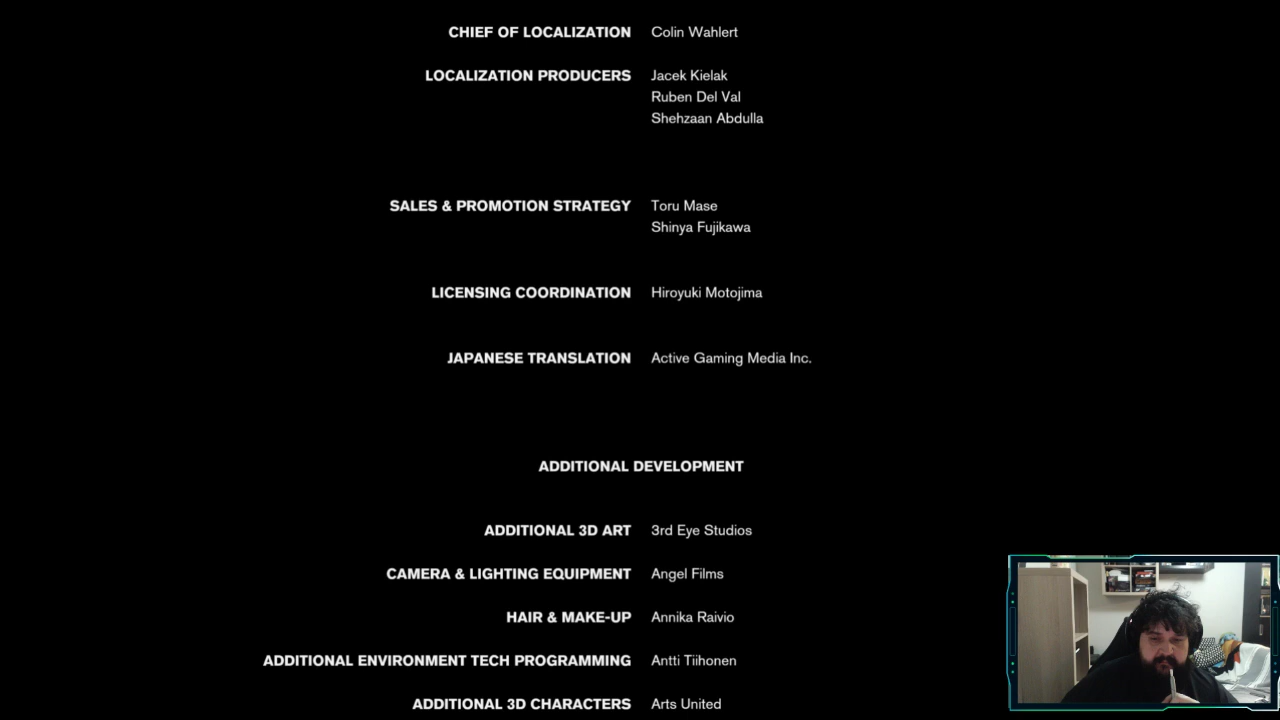 CHIEF OF LOCALIZATION Colin Wahlert
LOCALIZATION PRODUCERS Jacek Kielak
Ruben Del Val
Shehzaan Abdulla
SALES & PROMOTION STRATEGY Toru Mase
Shinya Fujikawa
LICENSING COORDINATION Hiroyuki Motojima
JAPANESE TRANSLATION Active Gaming Media Inc.
ADDITIONAL DEVELOPMENT
ADDITIONAL 3D ART 3rd Eye Studios
CAMERA & LIGHTING EQUIPMENT Angel Films
HAIR & MAKE-UP Annika Raivio
ADDITIONAL ENVIRONMENT TECH PROGRAMMING Antti Tiihonen
ADDITIONAL 3D CHARACTERS Arts United